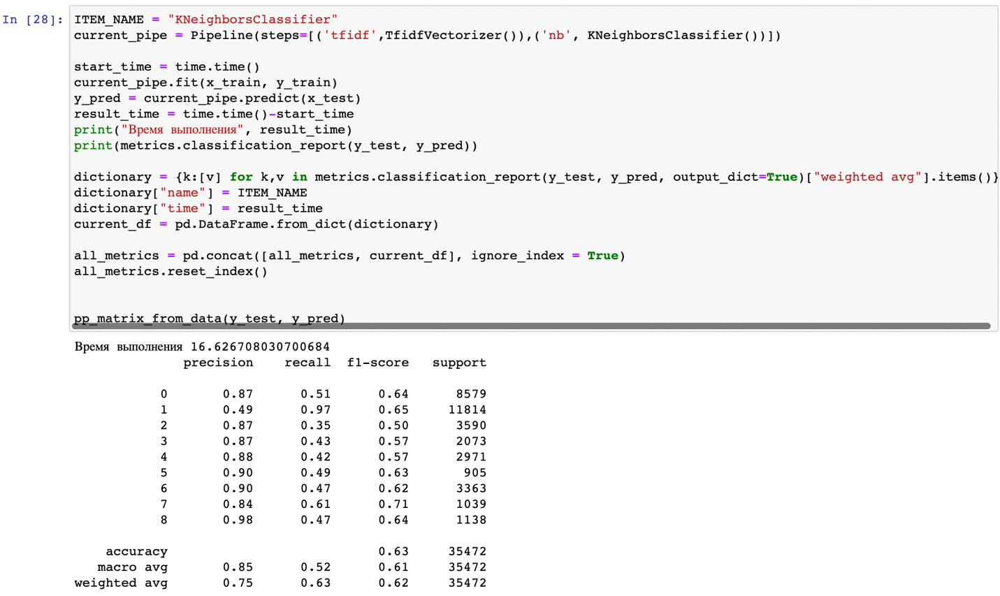 In [28]: ITEM_NAME = "KNeighborsClassifier"
current_pipe = Pipeline(steps=[('tfidf',TfidfVectorizer()),('nb', KNeighborsClassifier())])
start_time = time.time()
current_pipe.fit(x_train, y_train)
y_pred = current_pipe.predict(x_test)
result_time = time.time()-start_time
print("Время выполнения", result_time)
print(metrics.classification_report(y_test, y_pred))
dictionary = {k:[v] for k,v in metrics.classification_report(y_test, y_pred, output_dict=True)["weighted avg"].items()}
dictionary["name"] = ITEM_NAME
dictionary["time"] = result_time
current_df = pd.DataFrame.from_dict(dictionary)
all_metrics = pd.concat([all_metrics, current_df], ignore_index = True)
all_metrics.reset_index()
pp_matrix_from_data(y_test, y_pred)
Время выполнения 16.626708030700684
precision recall f1-score support
0 0.87 0.51 0.64 8579
1 0.49 0.97 0.65 11814
2 0.87 0.35 0.50 3590
3 0.87 0.43 0.57 2073
4 0.88 0.42 0.57 2971
5 0.90 0.49 0.63 905
6 0.90 0.47 0.62 3363
7 0.84 0.61 0.71 1039
8 0.98 0.47 0.64 1138
accuracy 0.63 35472
macro avg 0.85 0.52 0.61 35472
weighted avg 0.75 0.63 0.62 35472